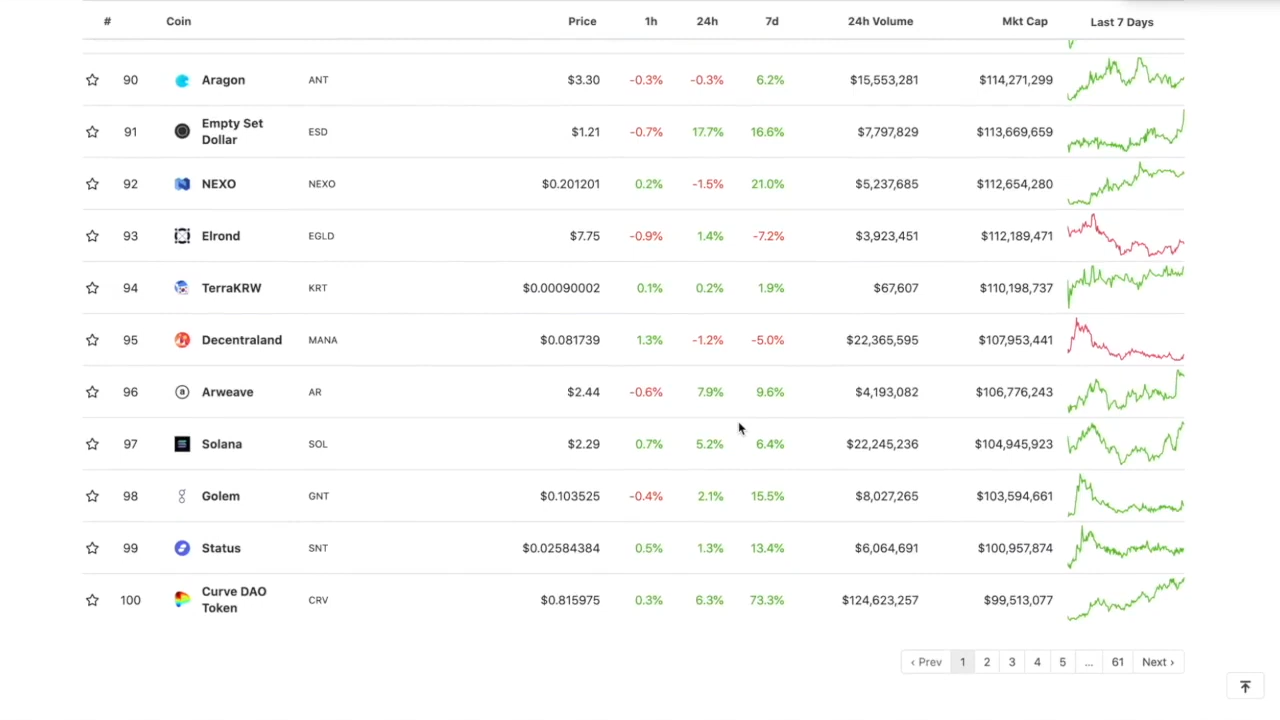 # Coin Price 1h 24h 7d 24h Volume Mkt Cap Last 7 Days
90 Aragon ANT $3.30 -0.3% -0.3% 6.2% $15,553,281 $114,271,299
91 Empty Set Dollar ESD $1.21 -0.7% 17.7% 16.6% $7,797,829 $113,669,659
92 NEXO NEXO $0.201201 0.2% -1.5% 21.0% $5,237,685 $112,654,280
93 Elrond EGLD $7.75 -0.9% 1.4% -7.2% $3,923,451 $112,189,471
94 TerraKRW KRT $0.00090002 0.1% 0.2% 1.9% $67,607 $110,198,737
95 Decentraland MANA $0.081739 1.3% -1.2% -5.0% $22,365,595 $107,953,441
96 Arweave AR $2.44 -0.6% 7.9% 9.6% $4,193,082 $106,776,243
97 Solana SOL $2.29 0.7% 5.2% 6.4% $22,245,236 $104,945,923
98 Golem GNT $0.103525 -0.4% 2.1% 15.5% $8,027,265 $103,594,661
99 Status SNT $0.02584384 0.5% 1.3% 13.4% $6,064,691 $100,957,874
100 Curve DAO Token CRV $0.815975 0.3% 6.3% 73.3% $124,623,257 $99,513,077
‹ Prev 1 2 3 4 5 ... 61 Next ›